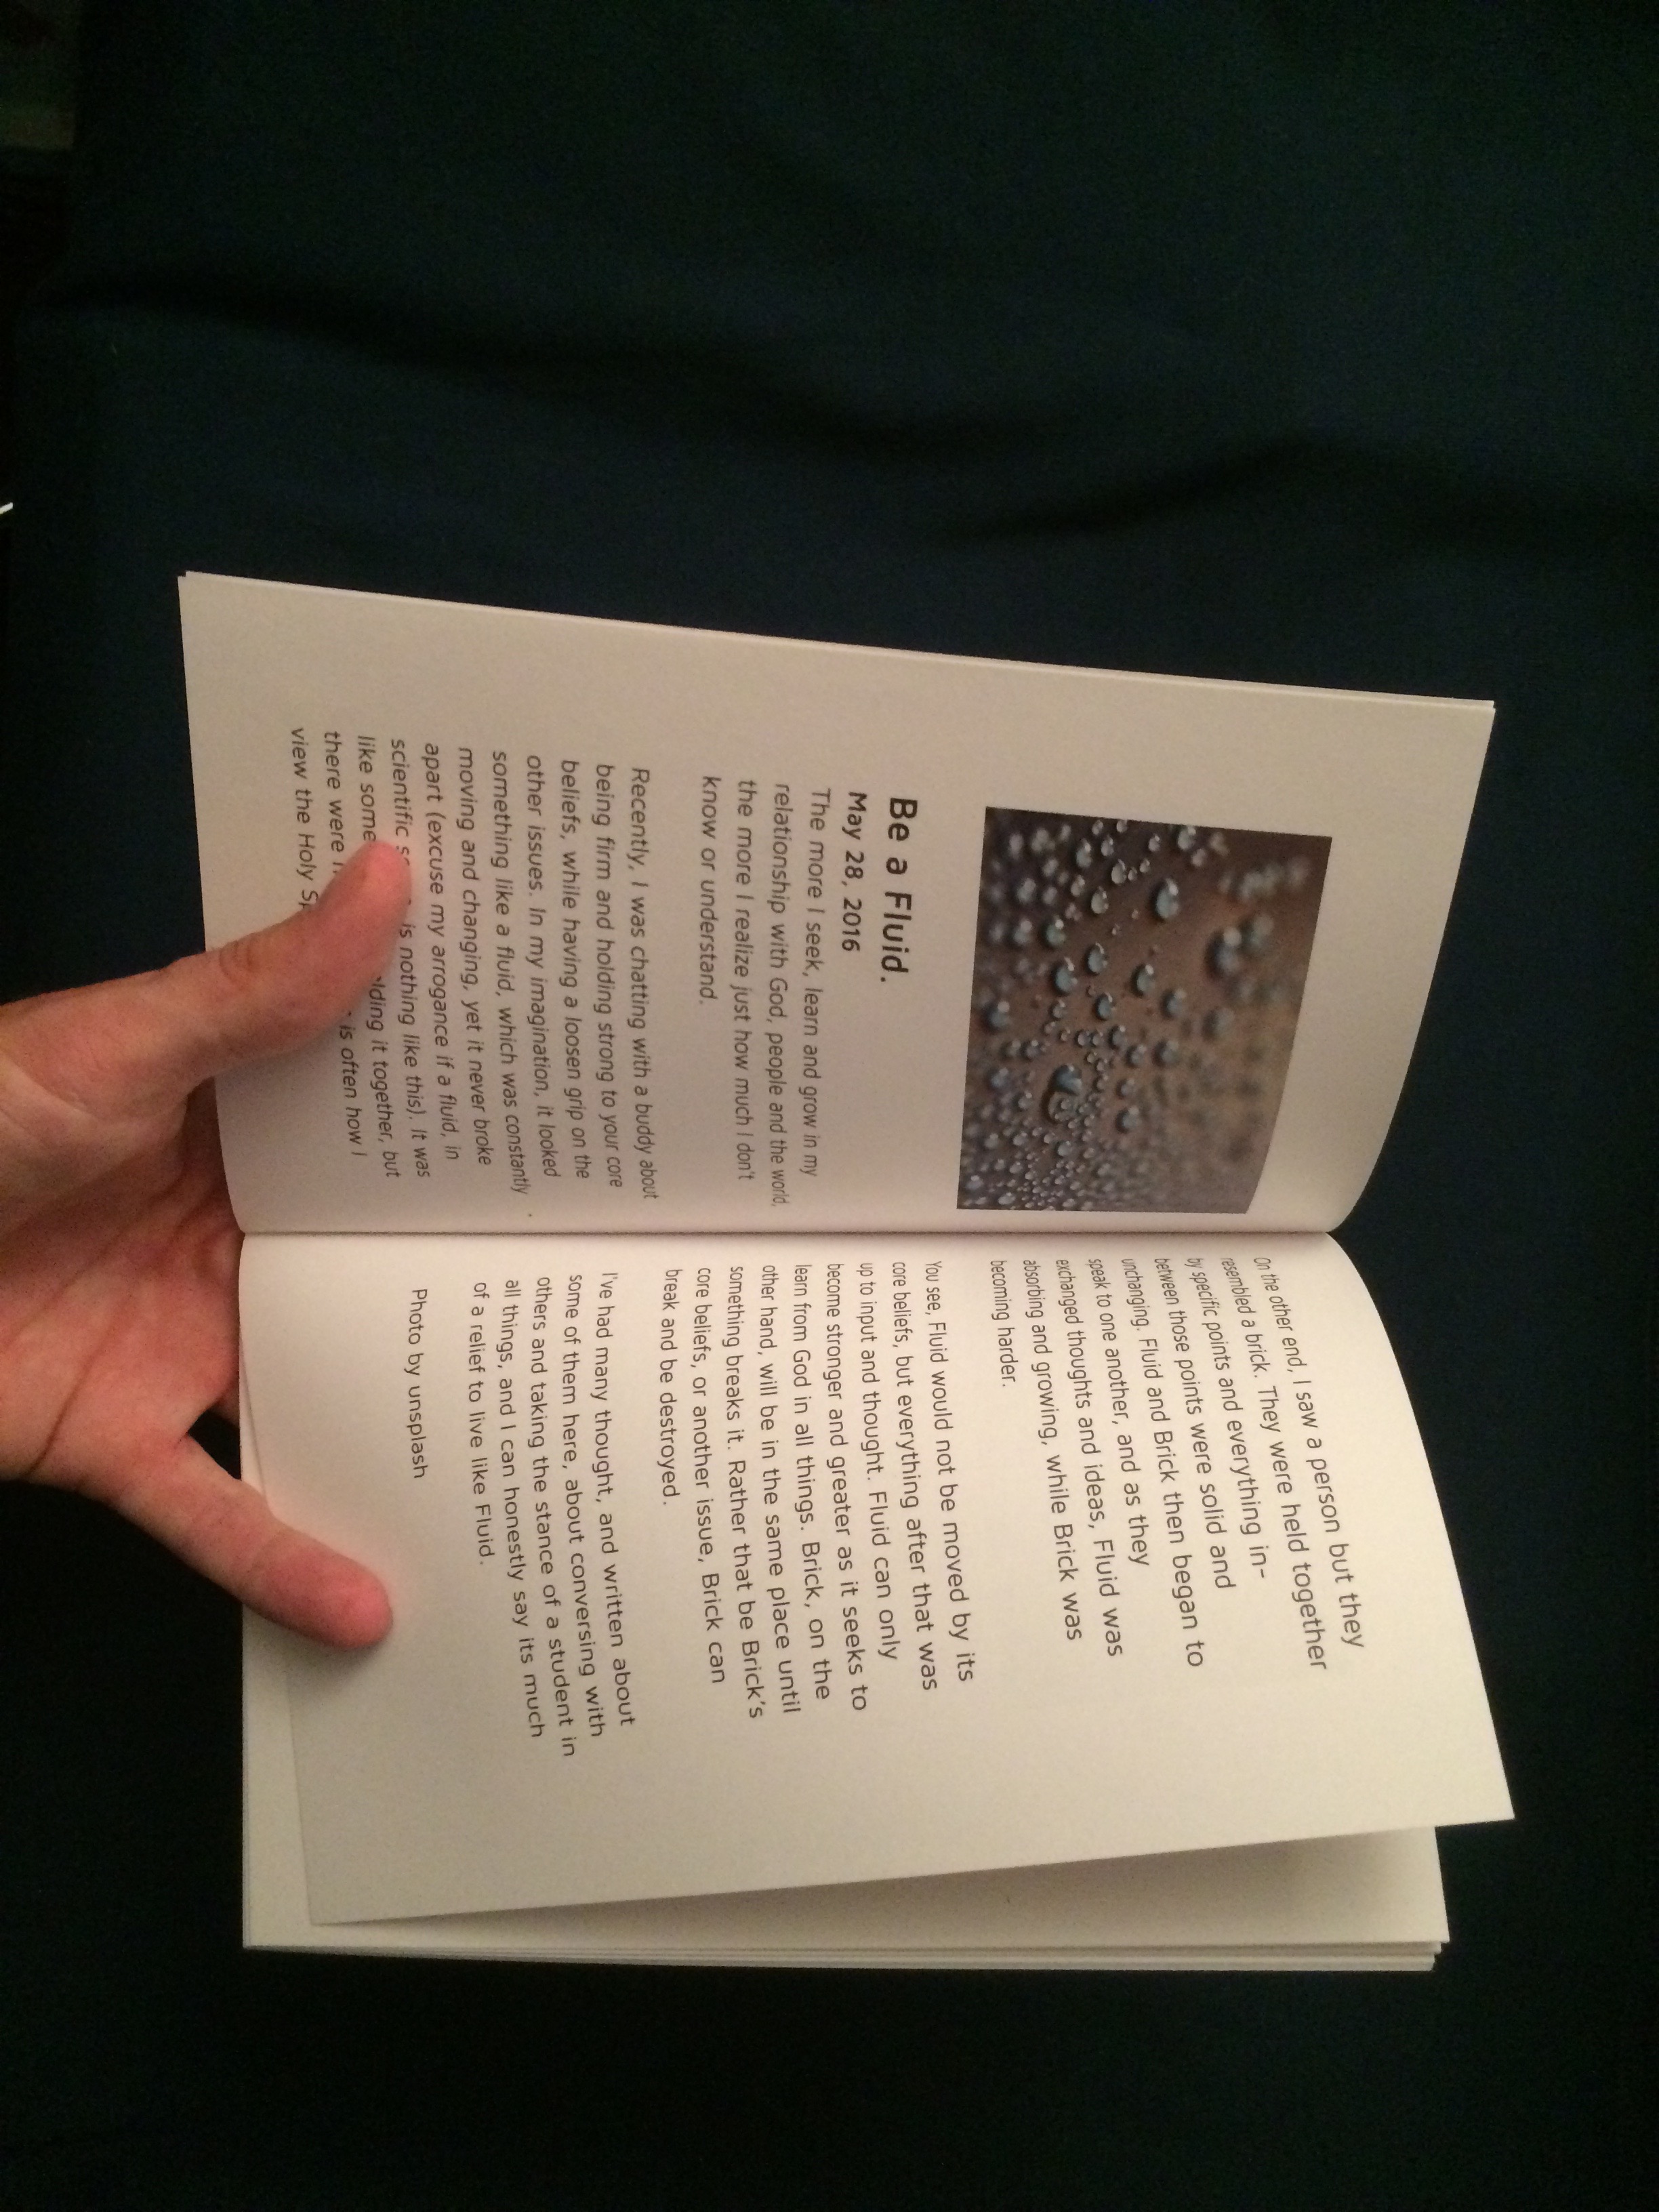 Be a Fluid.
May 28, 2016
The more I seek, learn and grow in my
relationship with God, people and the world,
the more I realize just how much I don't
know or understand.
Recently, I was chatting with a buddy about
being firm and holding strong to your core
beliefs, while having a loosen grip on the
other issues. In my imagination, it looked
something like a fluid, which was constantly
moving and changing, yet it never broke
apart (excuse my arrogance if a fluid, in
scientific is nothing like this). It was
like some it together, but
there were is often how I
view the Holy
On the other end, I saw a person but they
resembled a brick. They were held together
by specific points and everything in-
between those points were solid and
unchanging. Fluid and Brick then began to
speak to one another, and as they
exchanged thoughts and ideas, Fluid was
absorbing and growing, while Brick was
becoming harder.
You see, Fluid would not be moved by its
core beliefs, but everything after that was
up to input and thought. Fluid can only
become stronger and greater as it seeks to
learn from God in all things. Brick, on the
other hand, will be in the same place until
something breaks it. Rather that be Brick's
core beliefs, or another issue, Brick can
break and be destroyed.
I've had many thought, and written about
some of them here, about conversing with
others and taking the stance of a student in
all things, and I can honestly say its much
of a relief to live like Fluid.
Photo by unsplash